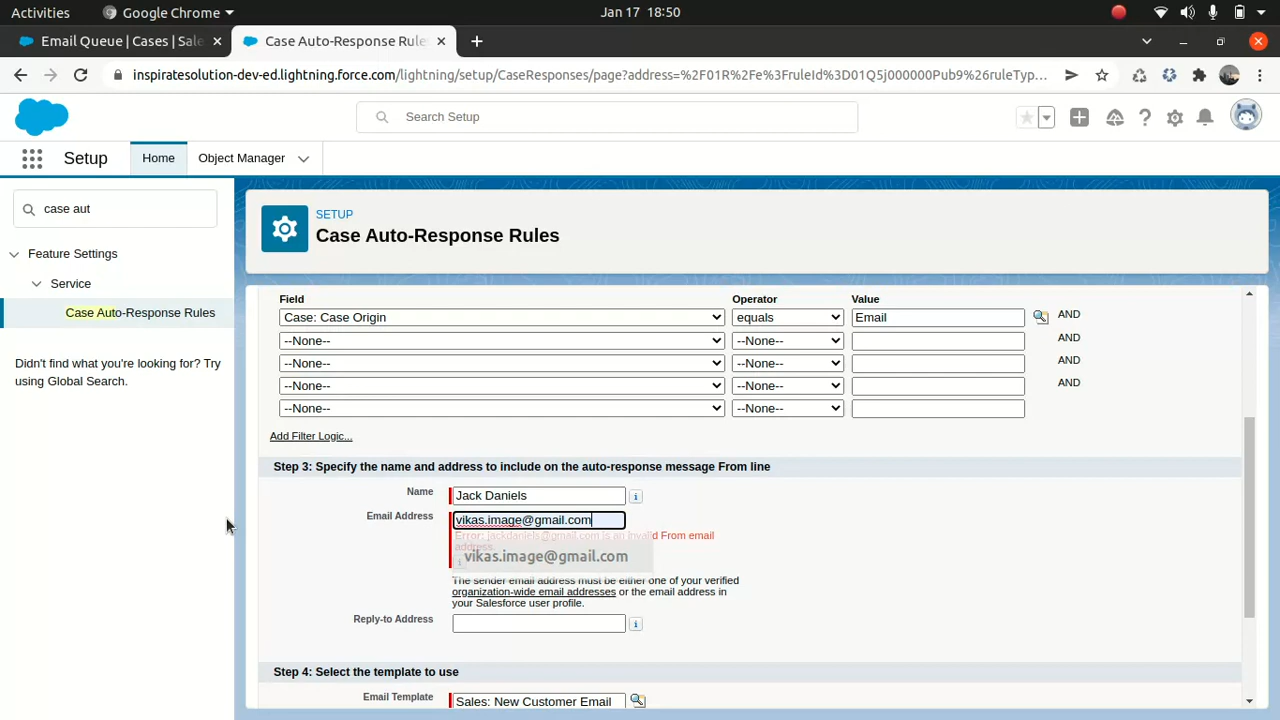 Activities
Google Chrome
Jan 17 18:50
Email Queue | Cases | Sale
Case Auto-Response Rule
inspiratesolution-dev-ed.lightning.force.com/lightning/setup/CaseResponses/page?address=%2F01R%2Fe%3FruleId%3D01Q5j000000Pub9%26ruleTyp...
Search Setup
Setup
Home
Object Manager
case aut
Feature Settings
Service
Case Auto-Response Rules
Didn't find what you're looking for? Try
using Global Search.
SETUP
Case Auto-Response Rules
Field Operator Value
Case: Case Origin equals Email AND
--None-- --None-- AND
--None-- --None-- AND
--None-- --None-- AND
--None-- --None--
Add Filter Logic...
Step 3: Specify the name and address to include on the auto-response message From line
Name Jack Daniels
Email Address vikas.image@gmail.com
Error: jackdaniels@gmail.com is an invalid From email
address.
vikas.image@gmail.com
The sender email address must be either one of your verified
organization-wide email addresses or the email address in
your Salesforce user profile.
Reply-to Address
Step 4: Select the template to use
Email Template Sales: New Customer Email